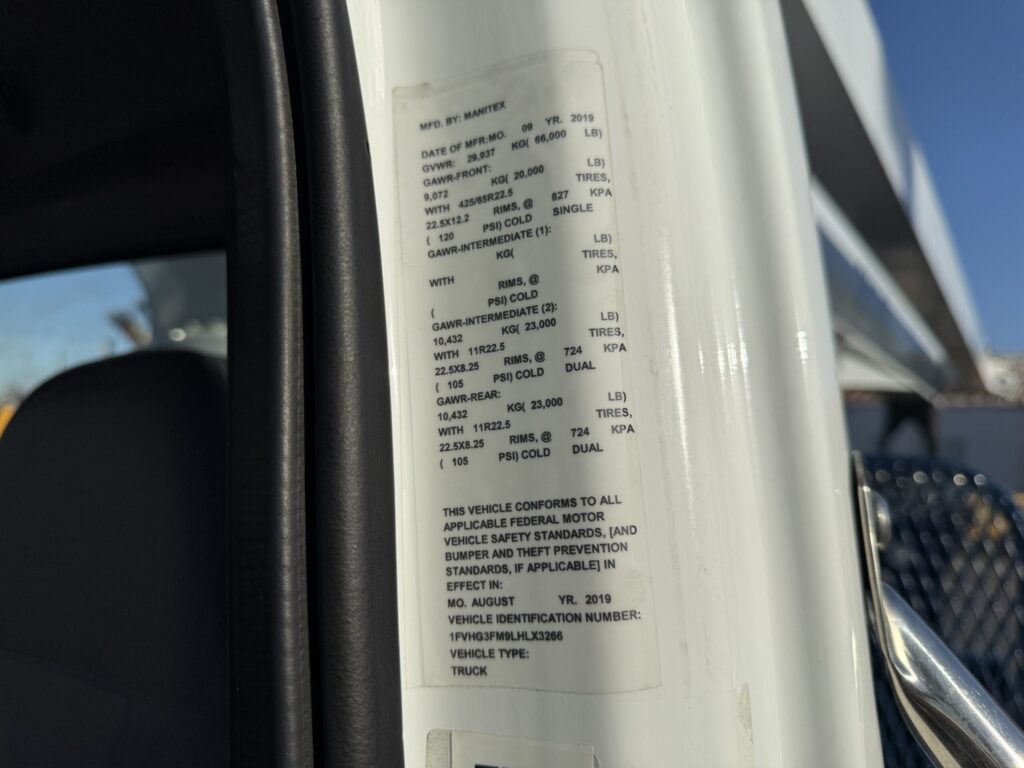 MFD. BY: MANITEX
DATE OF MFR:MO. 09 YR. 2019
GVWR: 29,937 KG( 66,000 LB)
GAWR-FRONT:
9,072 KG( 20,000 LB)
WITH 425/65R22.5 TIRES,
22.5X12.2 RIMS, @ 827 KPA
( 120 PSI) COLD SINGLE
GAWR-INTERMEDIATE (1):
KG( LB)
WITH TIRES,
RIMS, @ KPA
( PSI) COLD
GAWR-INTERMEDIATE (2):
10,432 KG( 23,000 LB)
WITH 11R22.5 TIRES,
22.5X8.25 RIMS, @ 724 KPA
( 105 PSI) COLD DUAL
GAWR-REAR:
10,432 KG( 23,000 LB)
WITH 11R22.5 TIRES,
22.5X8.25 RIMS, @ 724 KPA
( 105 PSI) COLD DUAL
THIS VEHICLE CONFORMS TO ALL
APPLICABLE FEDERAL MOTOR
VEHICLE SAFETY STANDARDS, [AND
BUMPER AND THEFT PREVENTION
STANDARDS, IF APPLICABLE] IN
EFFECT IN:
MO. AUGUST YR. 2019
VEHICLE IDENTIFICATION NUMBER:
1FVHG3FM9LHLX3266
VEHICLE TYPE:
TRUCK